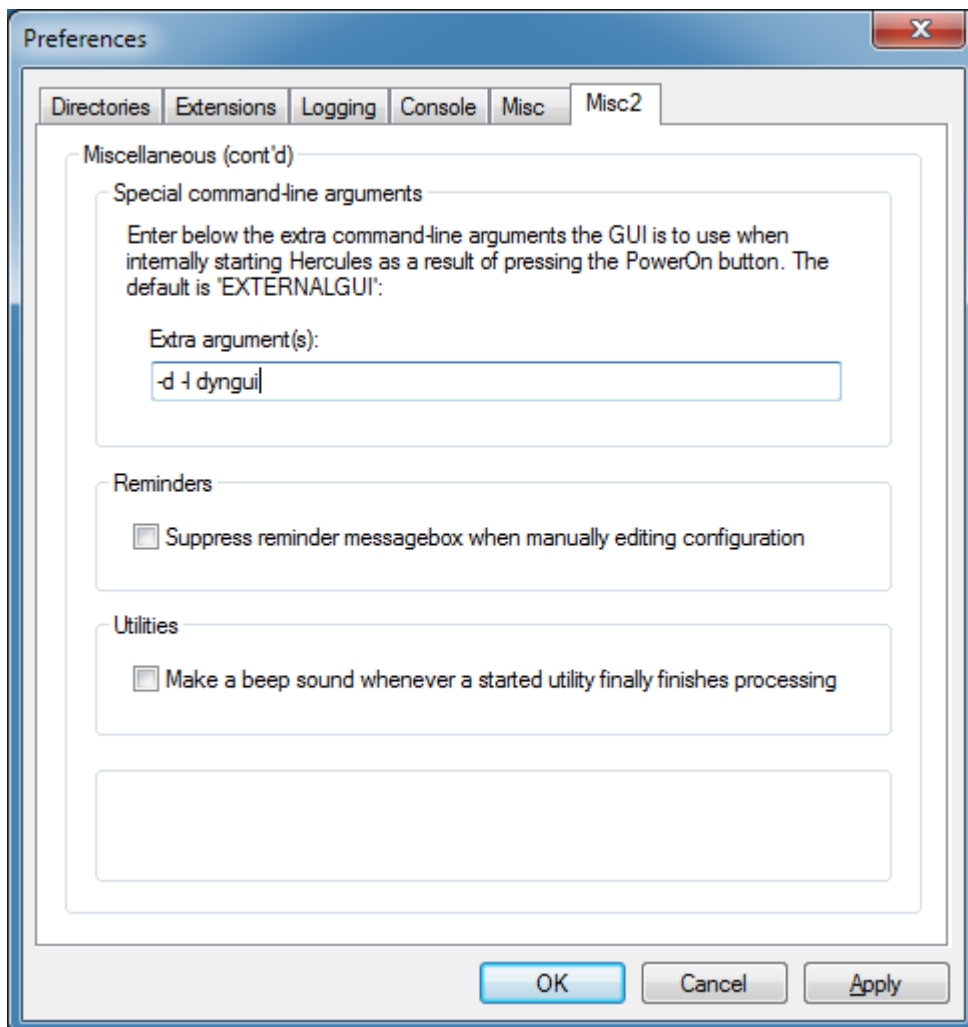 Preferences
Directories Extensions Logging Console Misc Misc2
Miscellaneous (cont'd)
Special command-line arguments
Enter below the extra command-line arguments the GUI is to use when
internally starting Hercules as a result of pressing the PowerOn button. The
default is "EXTERNALGUI":
Extra argument(s):
-d -l dyngui
Reminders
Suppress reminder messagebox when manually editing configuration
Utilities
Make a beep sound whenever a started utility finally finishes processing
OK Cancel Apply